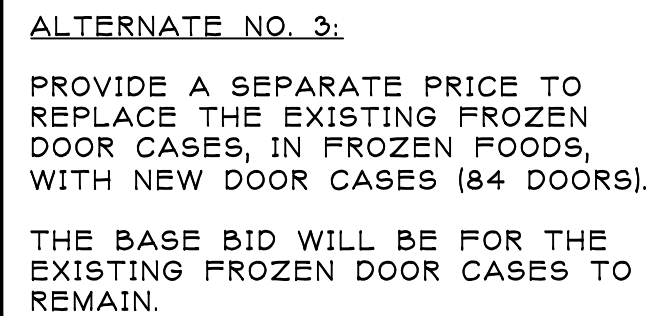 ALTERNATE NO. 3:
PROVIDE A SEPARATE PRICE TO
REPLACE THE EXISTING FROZEN
DOOR CASES, IN FROZEN FOODS,
WITH NEW DOOR CASES (84 DOORS).
THE BASE BID WILL BE FOR THE
EXISTING FROZEN DOOR CASES TO
REMAIN.